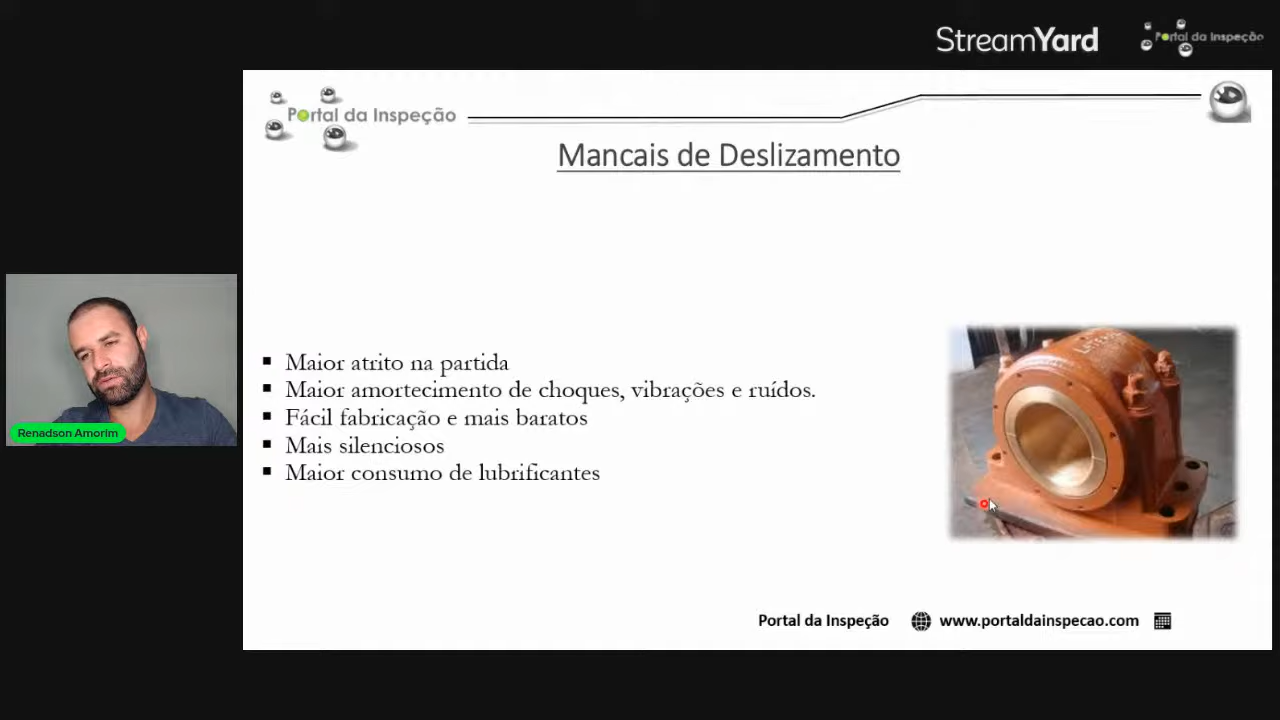 StreamYard
Portal da Inspeção
Portal da Inspeção
Mancais de Deslizamento
▪ Maior atrito na partida
▪ Maior amortecimento de choques, vibrações e ruídos.
▪ Fácil fabricação e mais baratos
▪ Mais silenciosos
▪ Maior consumo de lubrificantes
Renadson Amorim
Portal da Inspeção www.portaldainspecao.com